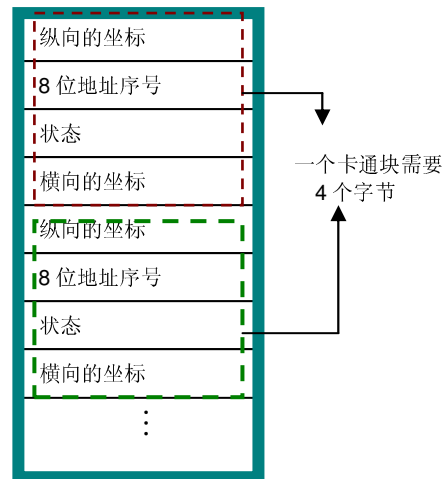 纵向的坐标
8 位地址序号
状态
横向的坐标
纵向的坐标
8 位地址序号
状态
横向的坐标
⋮
一个卡通块需要
4 个字节